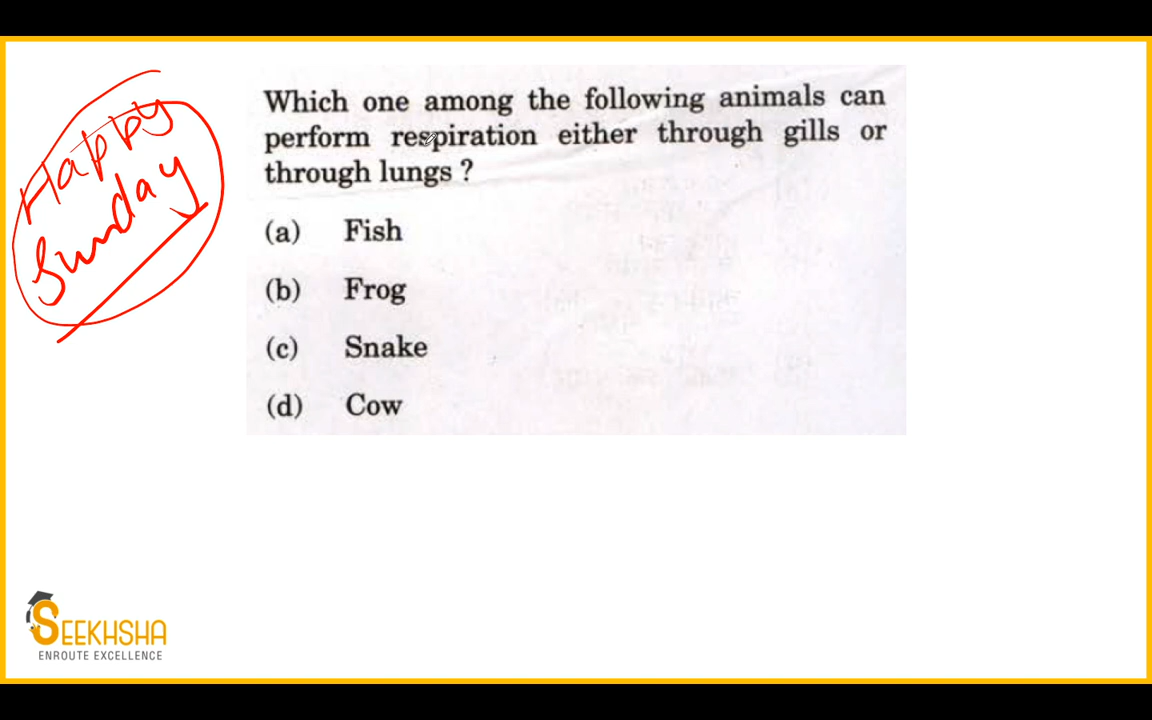 Happy
Sunday
Which one among the following animals can
perform respiration either through gills or
through lungs ?
(a) Fish
(b) Frog
(c) Snake
(d) Cow
SEEKHSHA
ENROUTE EXCELLENCE